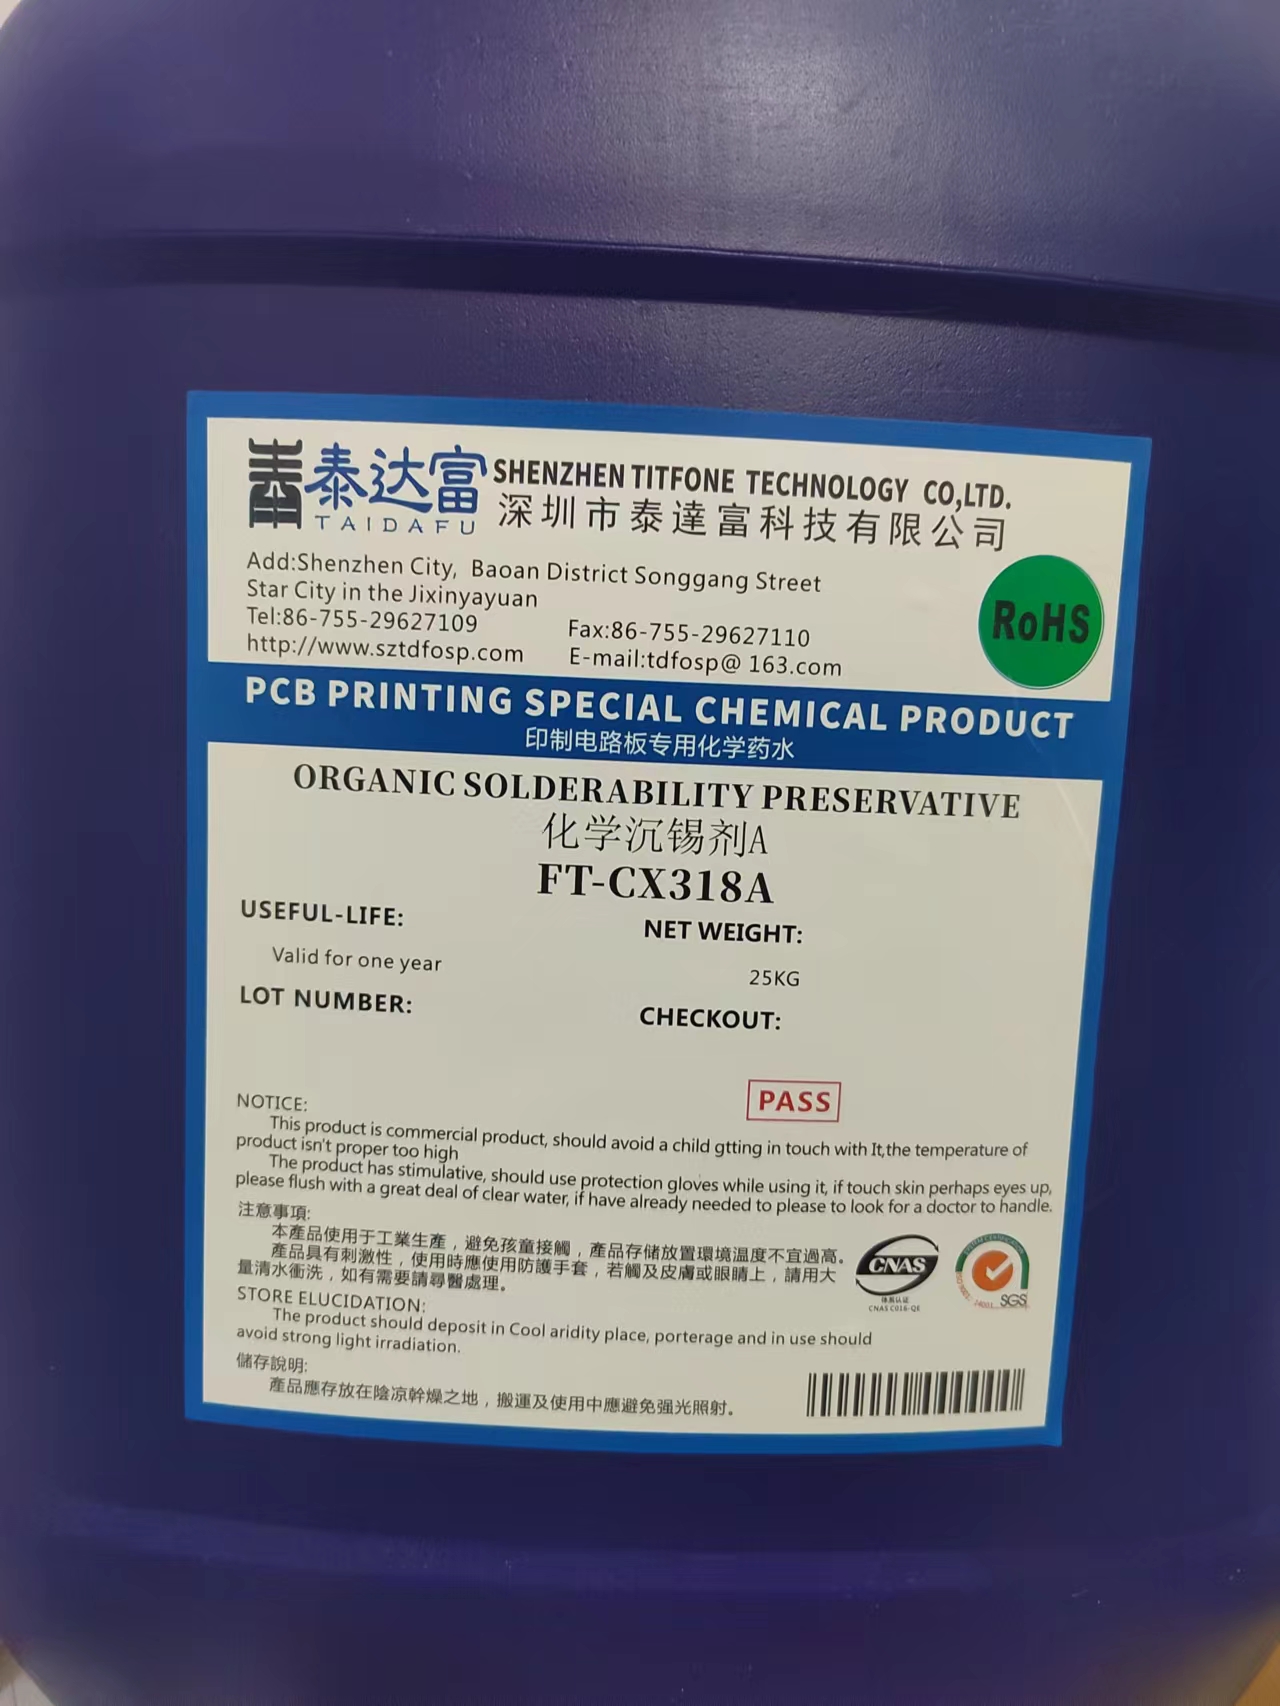 泰达富
TAIDAFU
SHENZHEN TITFONE TECHNOLOGY CO,LTD.
深圳市泰達富科技有限公司
Add:Shenzhen City, Baoan District Songgang Street
Star City in the Jixinyayuan
Tel:86-755-29627109
Fax:86-755-29627110
http://www.sztdfosp.com
E-mail:tdfosp@ 163.com
RoHS
PCB PRINTING SPECIAL CHEMICAL PRODUCT
印制电路板专用化学药水
ORGANIC SOLDERABILITY PRESERVATIVE
化学沉锡剂A
FT-CX318A
USEFUL-LIFE:
NET WEIGHT:
Valid for one year
25KG
LOT NUMBER:
CHECKOUT:
PASS
NOTICE:
This product is commercial product, should avoid a child gtting in touch with It,the temperature of
product isn't proper too high
The product has stimulative, should use protection gloves while using it, if touch skin perhaps eyes up,
please flush with a great deal of clear water, if have already needed to please to look for a doctor to handle.
注意事項:
本產品使用于工業生產，避免孩童接觸，產品存储放置環境溫度不宜過高。
產品具有刺激性，使用時應使用防護手套，若觸及皮膚或眼睛上，請用大
量清水衝洗，如有需要請尋醫處理。
CNAS
体系认证
CNAS C016-QE
SGS
STORE ELUCIDATION:
The product should deposit in Cool aridity place, porterage and in use should
avoid strong light irradiation.
儲存說明:
產品應存放在陰凉幹燥之地，搬運及使用中應避免强光照射。